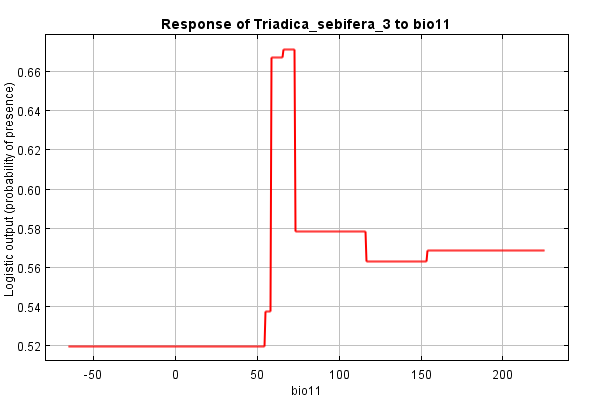 Response of Triadica_sebifera_3 to bio11
Logistic output (probability of presence)
0.66
0.64
0.62
0.60
0.58
0.56
0.54
0.52
-50 0 50 100 150 200
bio11